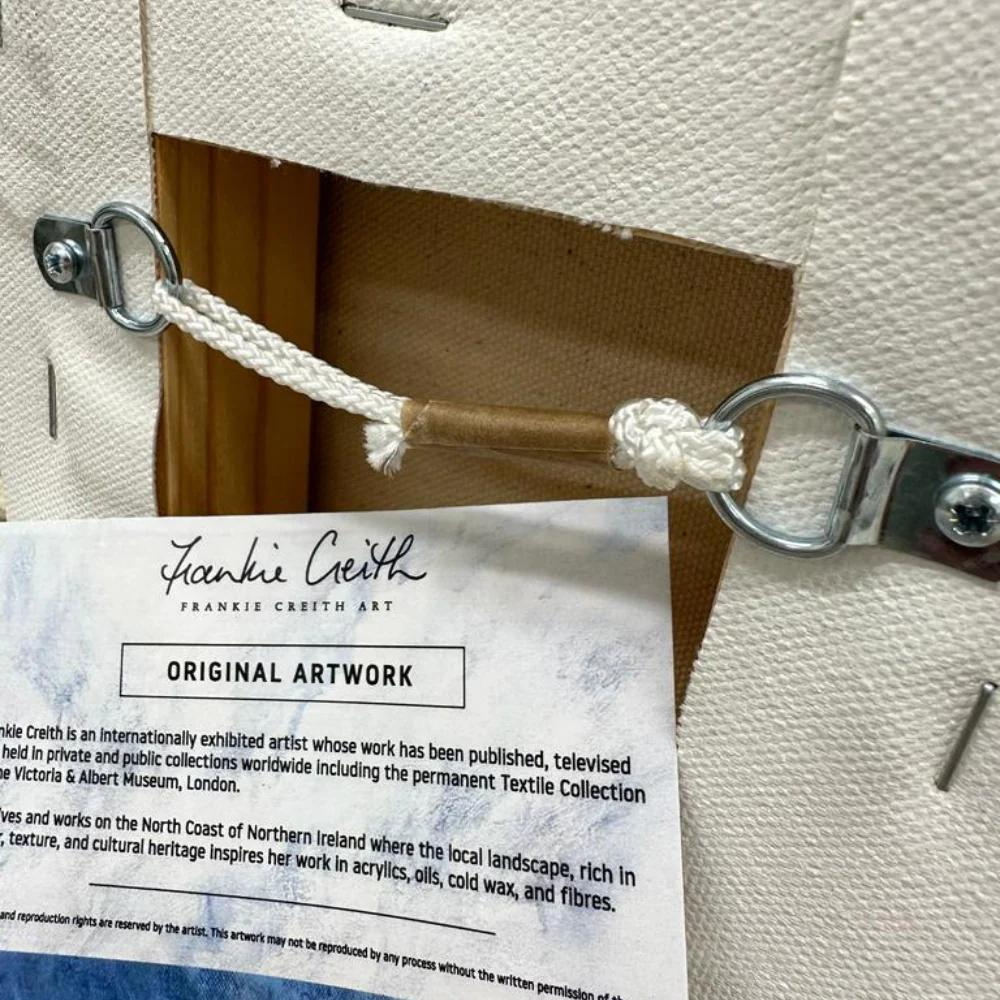 Frankie Creith
FRANKIE CREITH ART
ORIGINAL ARTWORK
nkie Creith is an internationally exhibited artist whose work has been published, televised
held in private and public collections worldwide including the permanent Textile Collection
e Victoria & Albert Museum, London.
ves and works on the North Coast of Northern Ireland where the local landscape, rich in
, texture, and cultural heritage inspires her work in acrylics, oils, cold wax, and fibres.
and reproduction rights are reserved by the artist. This artwork may not be reproduced by any process without the written permission of